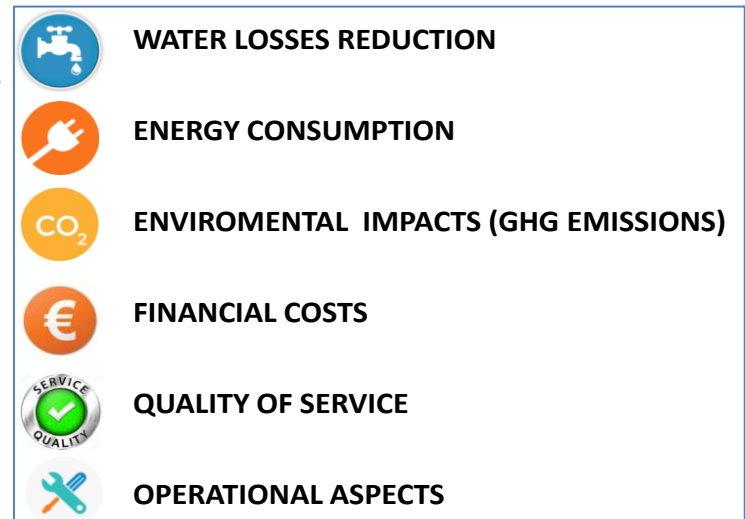 WATER LOSSES REDUCTION
ENERGY CONSUMPTION
CO2
ENVIROMENTAL IMPACTS (GHG EMISSIONS)
€
FINANCIAL COSTS
SERVICE
QUALITY
QUALITY OF SERVICE
OPERATIONAL ASPECTS